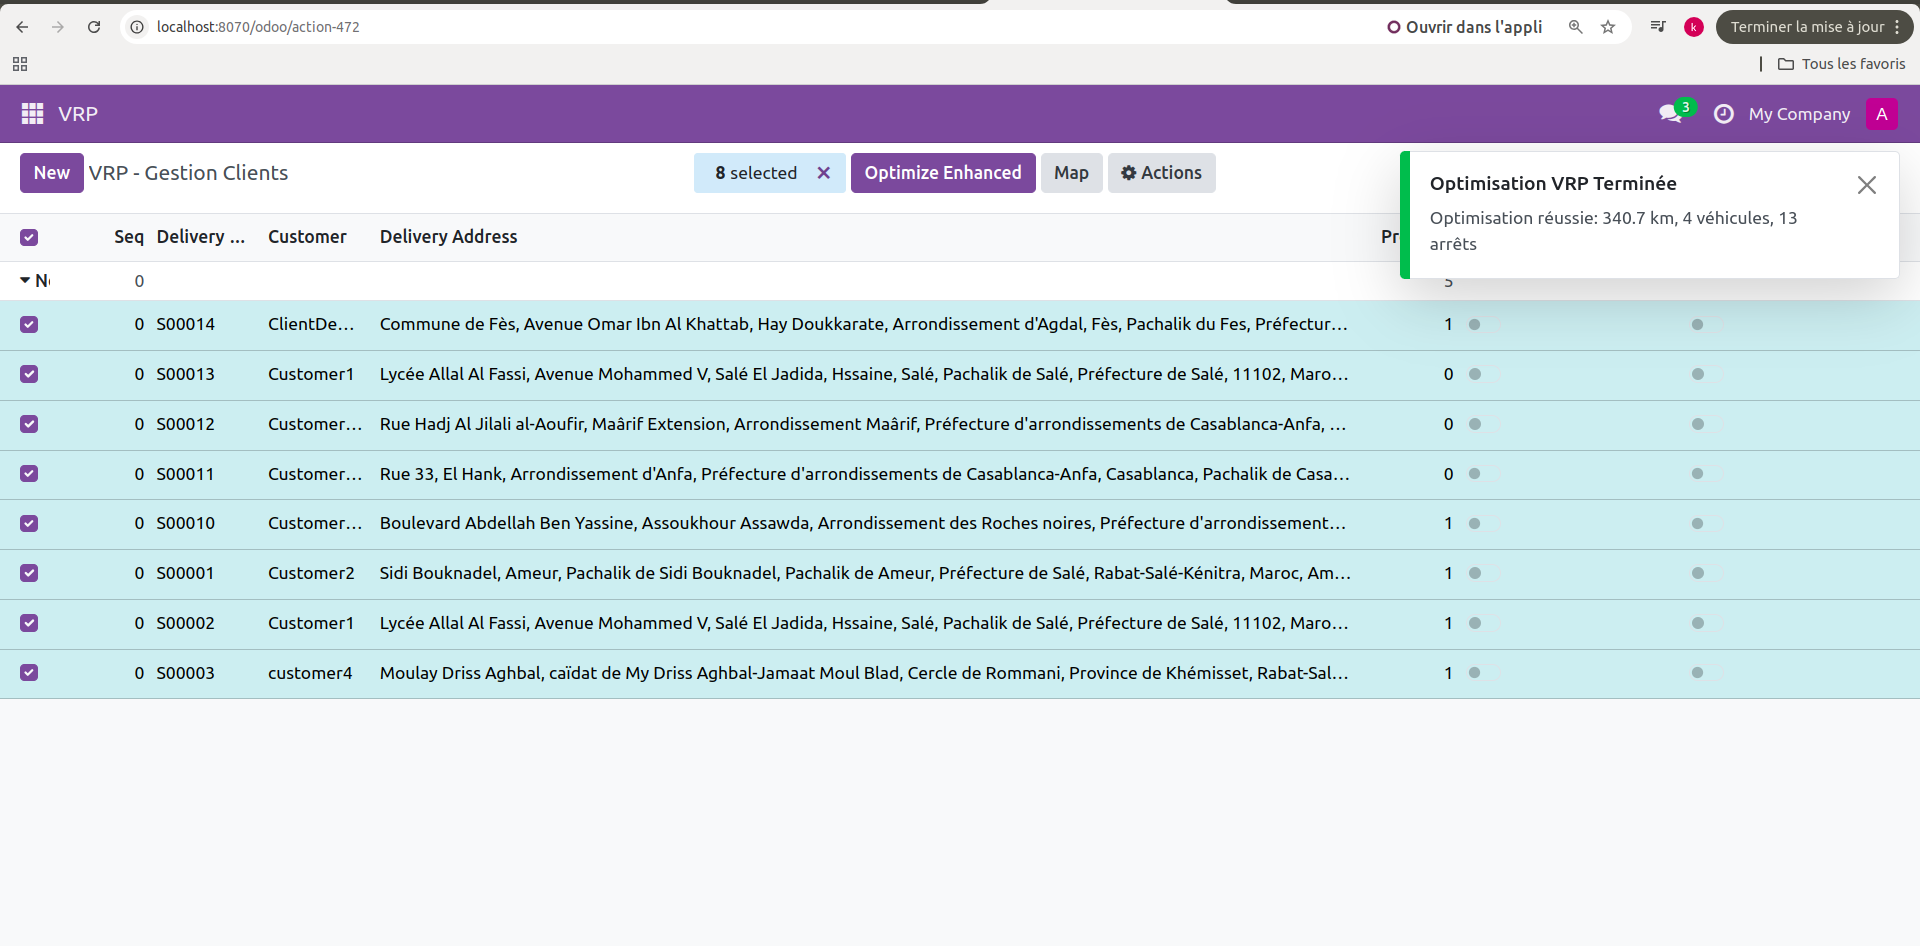 localhost:8070/odoo/action-472
Ouvrir dans l'appli
k
Terminer la mise à jour
Tous les favoris
VRP
3
My Company
A
New
VRP - Gestion Clients
8 selected
Optimize Enhanced
Map
Actions
Optimisation VRP Terminée
Optimisation réussie: 340.7 km, 4 véhicules, 13
arrêts
Seq Delivery ... Customer Delivery Address Pr
0 5
0 S00014 ClientDe... Commune de Fès, Avenue Omar Ibn Al Khattab, Hay Doukkarate, Arrondissement d'Agdal, Fès, Pachalik du Fes, Préfectur... 1
0 S00013 Customer1 Lycée Allal Al Fassi, Avenue Mohammed V, Salé El Jadida, Hssaine, Salé, Pachalik de Salé, Préfecture de Salé, 11102, Maro... 0
0 S00012 Customer... Rue Hadj Al Jilali al-Aoufir, Maârif Extension, Arrondissement Maârif, Préfecture d'arrondissements de Casablanca-Anfa, ... 0
0 S00011 Customer... Rue 33, El Hank, Arrondissement d'Anfa, Préfecture d'arrondissements de Casablanca-Anfa, Casablanca, Pachalik de Casa... 0
0 S00010 Customer... Boulevard Abdellah Ben Yassine, Assoukhour Assawda, Arrondissement des Roches noires, Préfecture d'arrondissement... 1
0 S00001 Customer2 Sidi Bouknadel, Ameur, Pachalik de Sidi Bouknadel, Pachalik de Ameur, Préfecture de Salé, Rabat-Salé-Kénitra, Maroc, Am... 1
0 S00002 Customer1 Lycée Allal Al Fassi, Avenue Mohammed V, Salé El Jadida, Hssaine, Salé, Pachalik de Salé, Préfecture de Salé, 11102, Maro... 1
0 S00003 customer4 Moulay Driss Aghbal, caïdat de My Driss Aghbal-Jamaat Moul Blad, Cercle de Rommani, Province de Khémisset, Rabat-Sal... 1